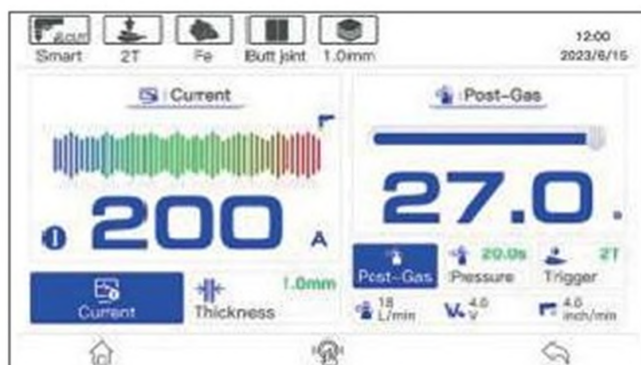 &CUT
Smart 2T Fe Butt joint 1.0mm
12:00
2023/6/15
Current
200 A
Current
Thickness 1.0mm
Post-Gas
27.0 s
Post-Gas
Pressure 20.0s
Trigger 2T
18 L/min
4.0 V
4.0 inch/min